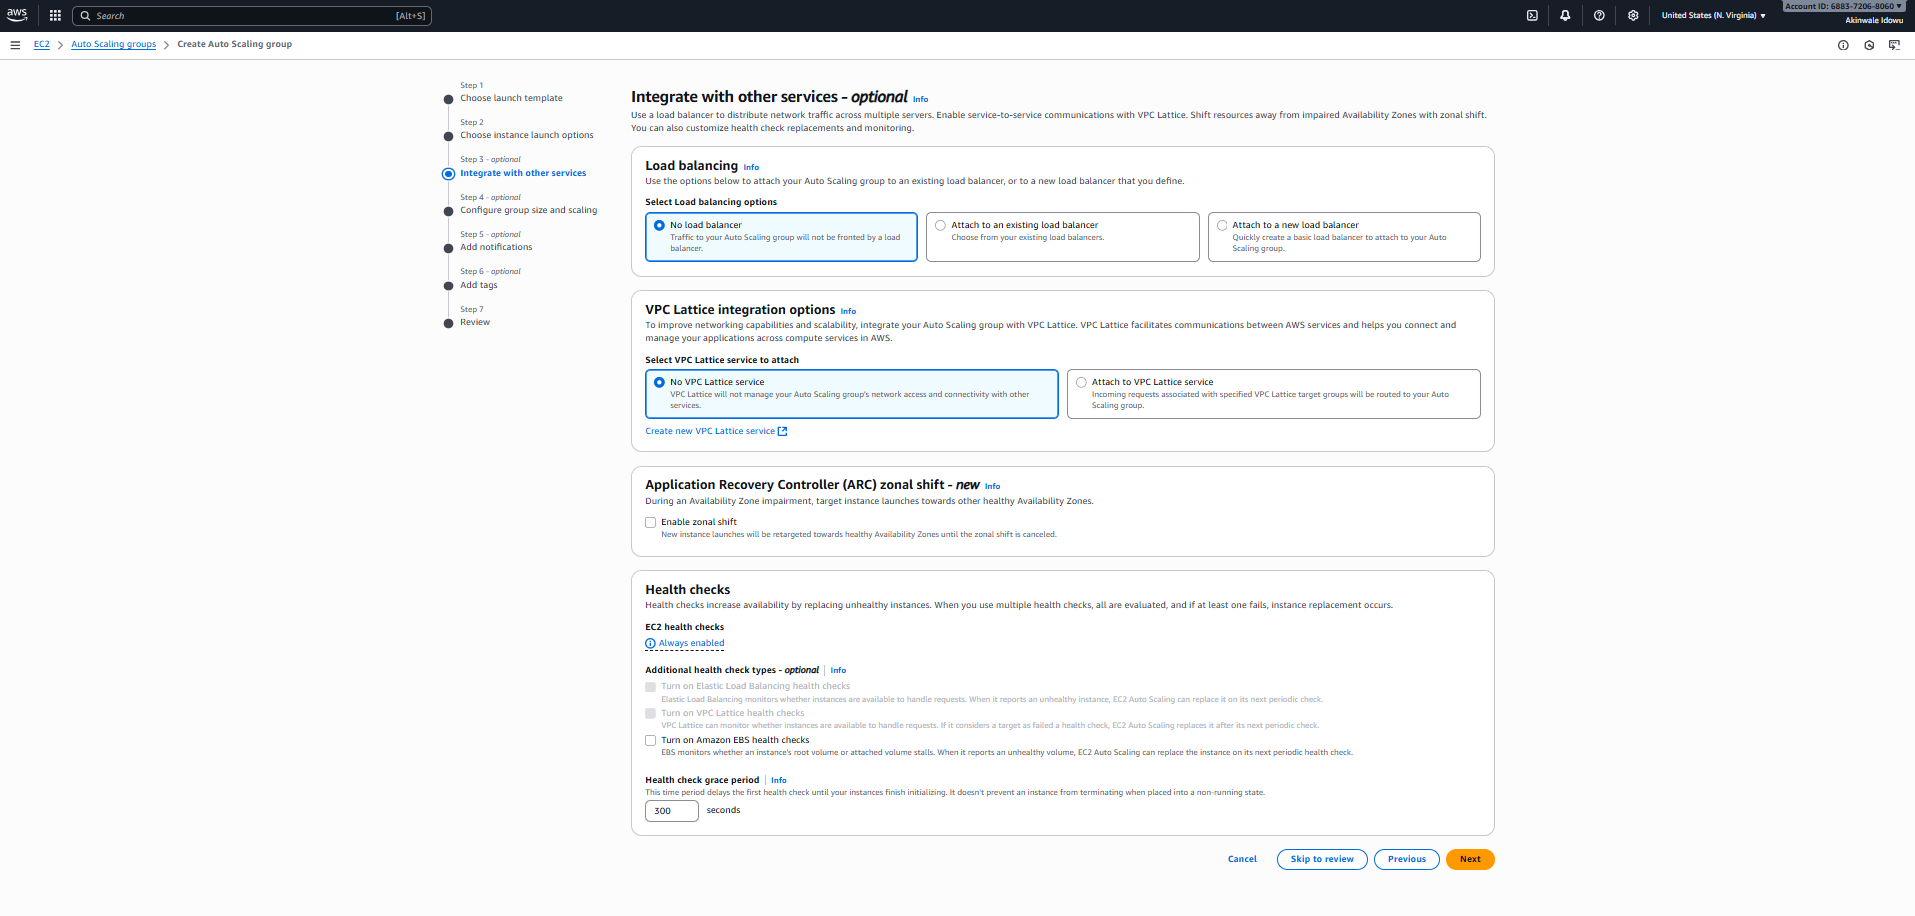 aws
Search
[Alt+S]
United States (N. Virginia)
Account ID: 6883-7206-8060
Akinwale Idowu
EC2
Auto Scaling groups
Create Auto Scaling group
Step 1
Choose launch template
Step 2
Choose instance launch options
Step 3 - optional
Integrate with other services
Step 4 - optional
Configure group size and scaling
Step 5 - optional
Add notifications
Step 6 - optional
Add tags
Step 7
Review
Integrate with other services - optional Info
Use a load balancer to distribute network traffic across multiple servers. Enable service-to-service communications with VPC Lattice. Shift resources away from impaired Availability Zones with zonal shift.
You can also customize health check replacements and monitoring.
Load balancing Info
Use the options below to attach your Auto Scaling group to an existing load balancer, or to a new load balancer that you define.
Select Load balancing options
No load balancer
Traffic to your Auto Scaling group will not be fronted by a load
balancer.
Attach to an existing load balancer
Choose from your existing load balancers.
Attach to a new load balancer
Quickly create a basic load balancer to attach to your Auto
Scaling group.
VPC Lattice integration options Info
To improve networking capabilities and scalability, integrate your Auto Scaling group with VPC Lattice. VPC Lattice facilitates communications between AWS services and helps you connect and
manage your applications across compute services in AWS.
Select VPC Lattice service to attach
No VPC Lattice service
VPC Lattice will not manage your Auto Scaling group's network access and connectivity with other
services.
Attach to VPC Lattice service
Incoming requests associated with specified VPC Lattice target groups will be routed to your Auto
Scaling group.
Create new VPC Lattice service
Application Recovery Controller (ARC) zonal shift - new Info
During an Availability Zone impairment, target instance launches towards other healthy Availability Zones.
Enable zonal shift
New instance launches will be retargeted towards healthy Availability Zones until the zonal shift is canceled.
Health checks
Health checks increase availability by replacing unhealthy instances. When you use multiple health checks, all are evaluated, and if at least one fails, instance replacement occurs.
EC2 health checks
Always enabled
Additional health check types - optional Info
Turn on Elastic Load Balancing health checks
Elastic Load Balancing monitors whether instances are available to handle requests. When it reports an unhealthy instance, EC2 Auto Scaling can replace it on its next periodic check.
Turn on VPC Lattice health checks
VPC Lattice can monitor whether instances are available to handle requests. If it considers a target as failed a health check, EC2 Auto Scaling replaces it after its next periodic check.
Turn on Amazon EBS health checks
EBS monitors whether an instance's root volume or attached volume stalls. When it reports an unhealthy volume, EC2 Auto Scaling can replace the instance on its next periodic health check.
Health check grace period Info
This time period delays the first health check until your instances finish initializing. It doesn't prevent an instance from terminating when placed into a non-running state.
300 seconds
Cancel
Skip to review
Previous
Next